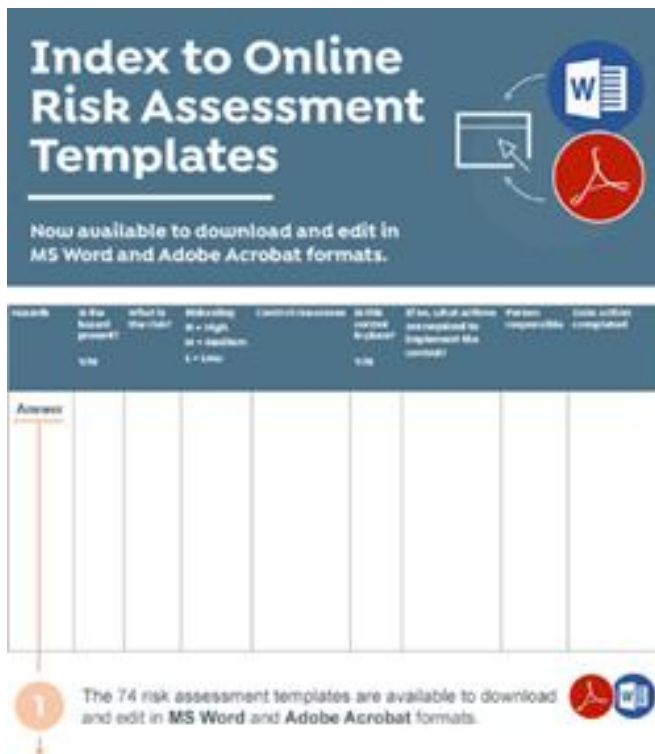 Index to Online
Risk Assessment
Templates
Now available to download and edit in
MS Word and Adobe Acrobat formats.
W
Hazards
Is the
hazard
present?
Y/N
What is
the risk?
Risk rating
H = High
M = Medium
L = Low
Control measures
Is this
control
in place?
Y/N
If no, what actions
are required to
implement the
control?
Person
responsible
Date action
completed
Answer
1
The 74 risk assessment templates are available to download
and edit in MS Word and Adobe Acrobat formats.